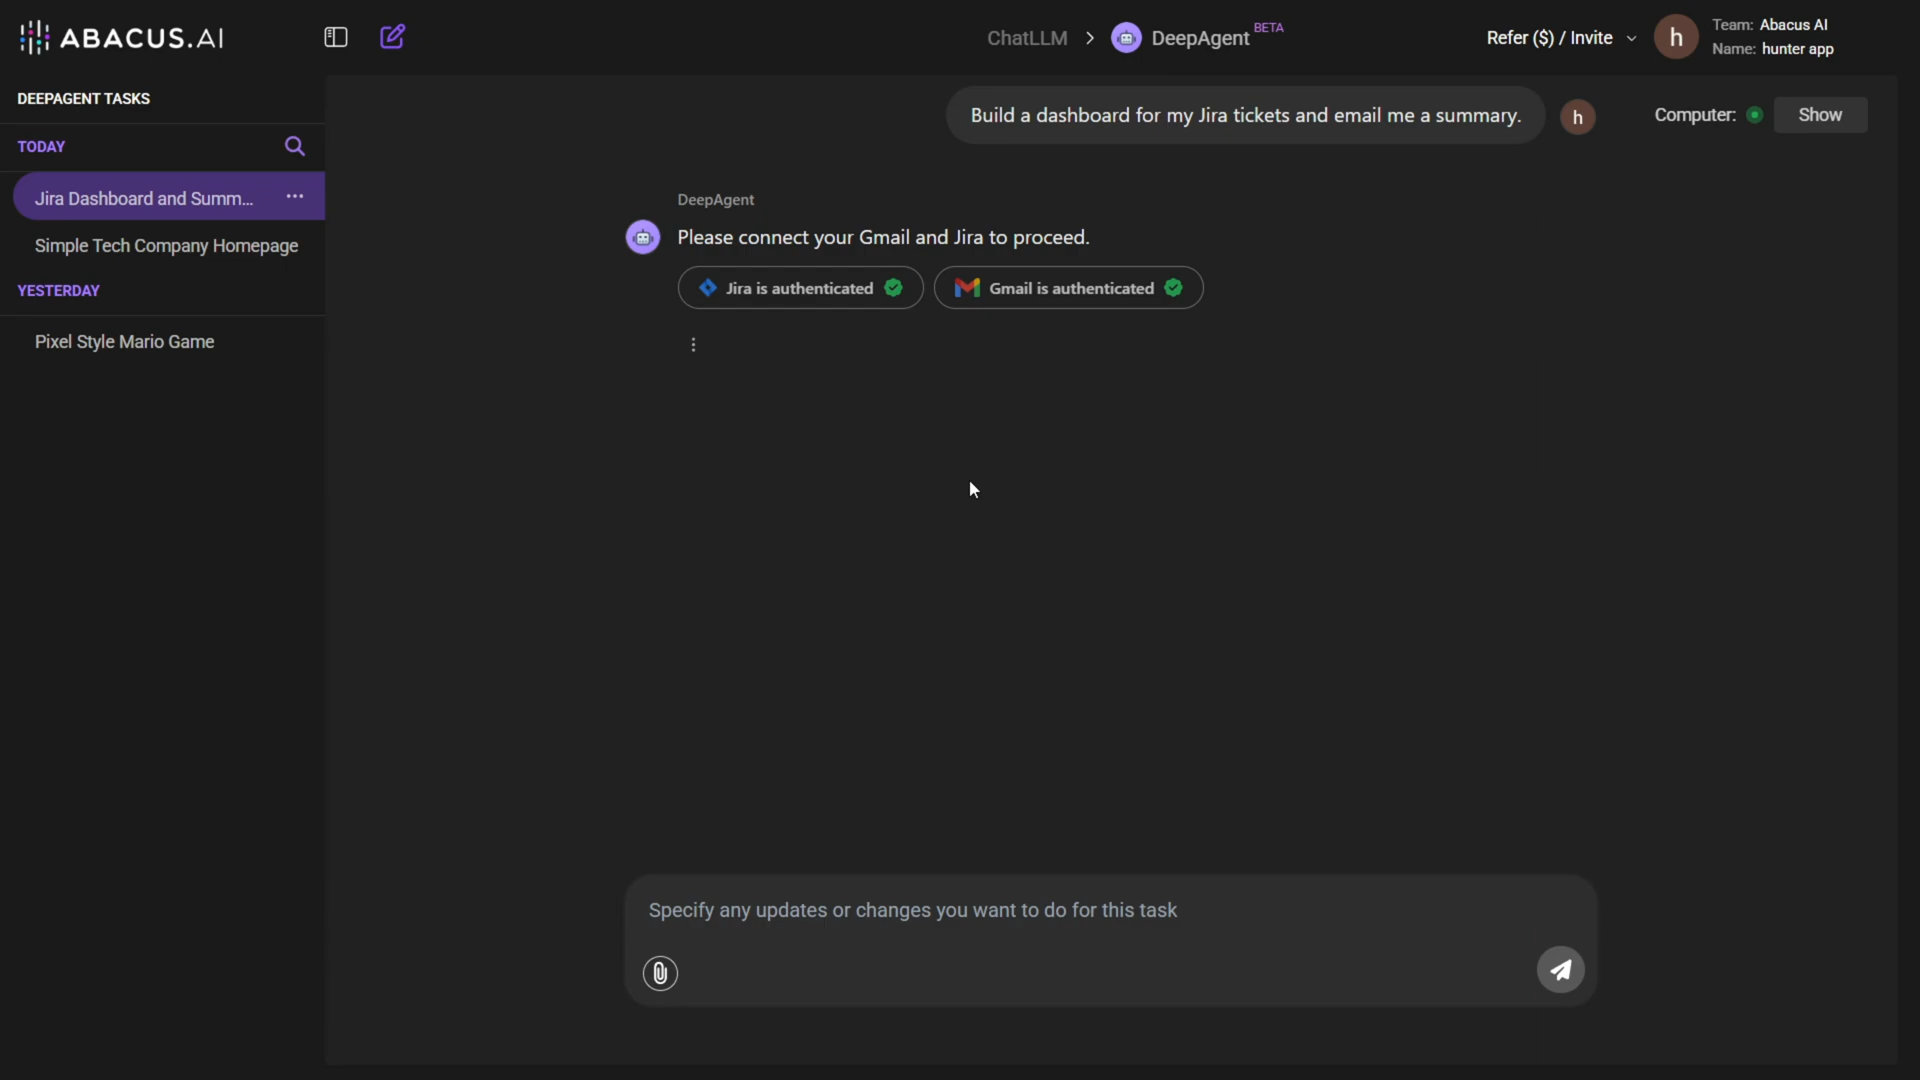 ABACUS.AI
ChatLLM > DeepAgent BETA
Refer ($) / Invite
h
Team: Abacus AI
Name: hunter app
DEEPAGENT TASKS
TODAY
Jira Dashboard and Summ...
Simple Tech Company Homepage
YESTERDAY
Pixel Style Mario Game
Build a dashboard for my Jira tickets and email me a summary.
h
Computer:
Show
DeepAgent
Please connect your Gmail and Jira to proceed.
Jira is authenticated
Gmail is authenticated
Specify any updates or changes you want to do for this task